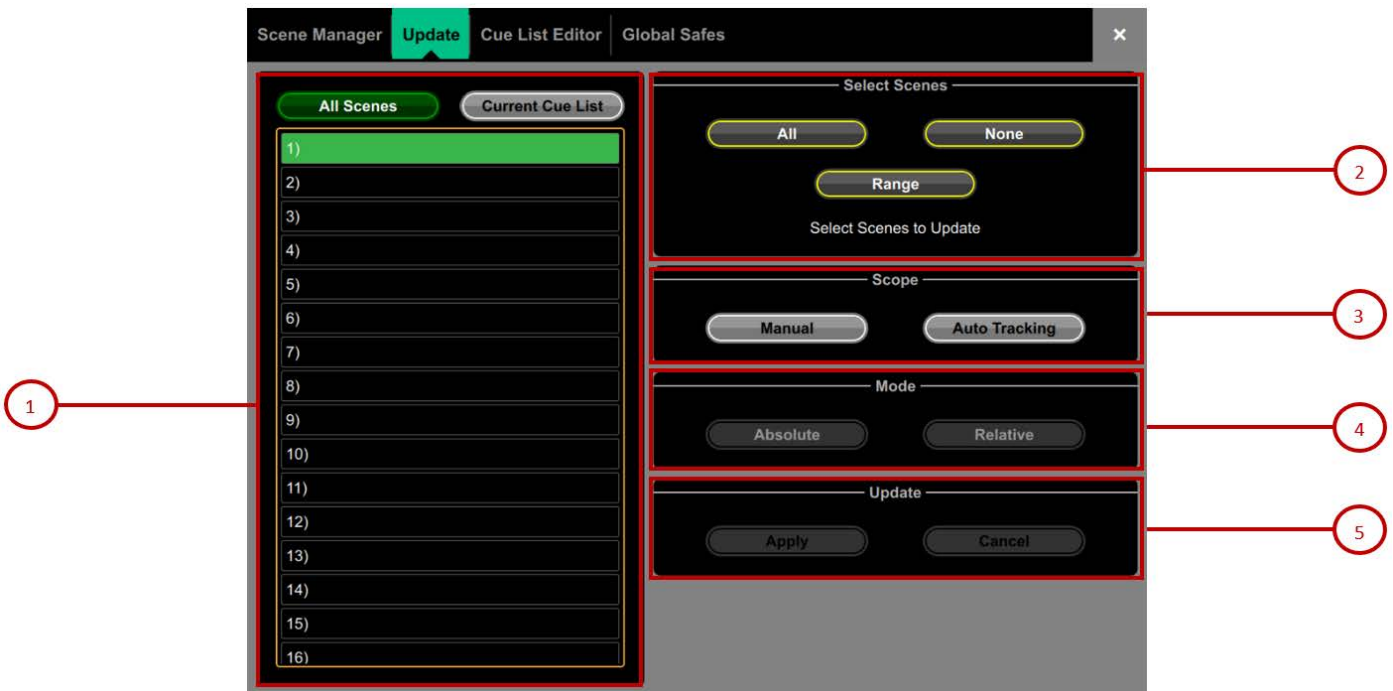 Scene Manager Update Cue List Editor Global Safes ×
All Scenes Current Cue List
1)
2)
3)
4)
5)
6)
7)
8)
9)
10)
11)
12)
13)
14)
15)
16)
Select Scenes
All None
Range
Select Scenes to Update
Scope
Manual Auto Tracking
Mode
Absolute Relative
Update
Apply Cancel
1
2
3
4
5